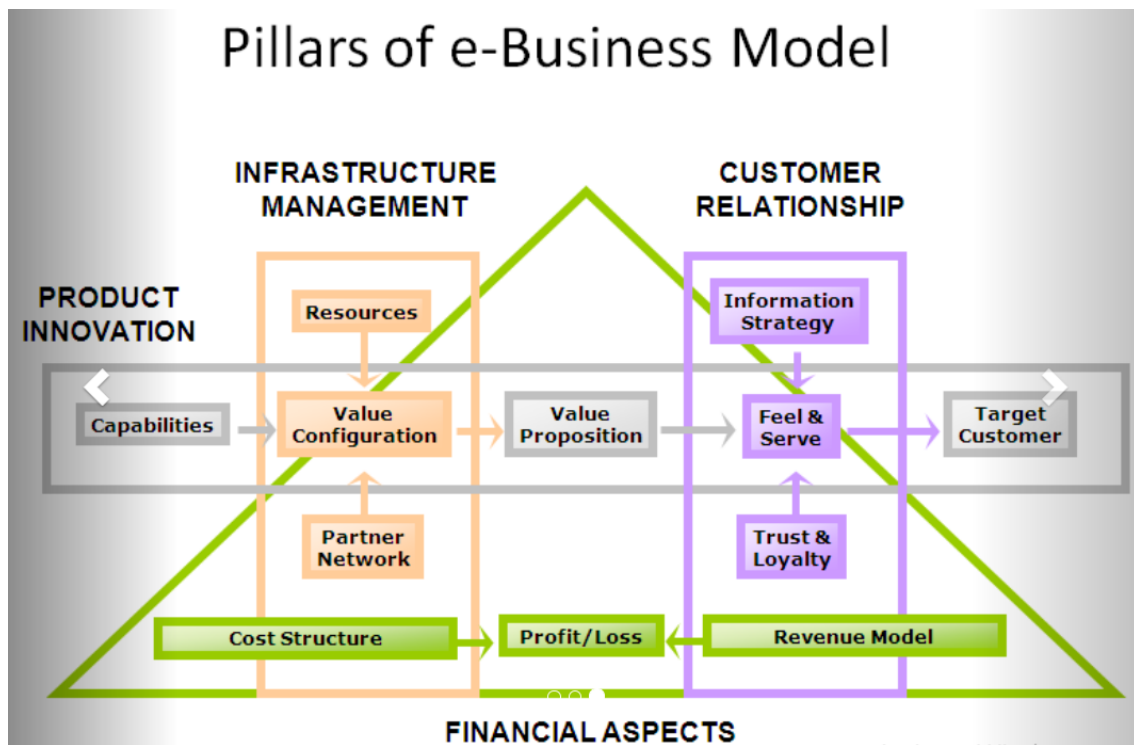 Pillars of e-Business Model
INFRASTRUCTURE
MANAGEMENT
CUSTOMER
RELATIONSHIP
PRODUCT
INNOVATION
Resources
Information
Strategy
Capabilities
Value
Configuration
Value
Proposition
Feel &
Serve
Target
Customer
Partner
Network
Trust &
Loyalty
Cost Structure
Profit/Loss
Revenue Model
FINANCIAL ASPECTS